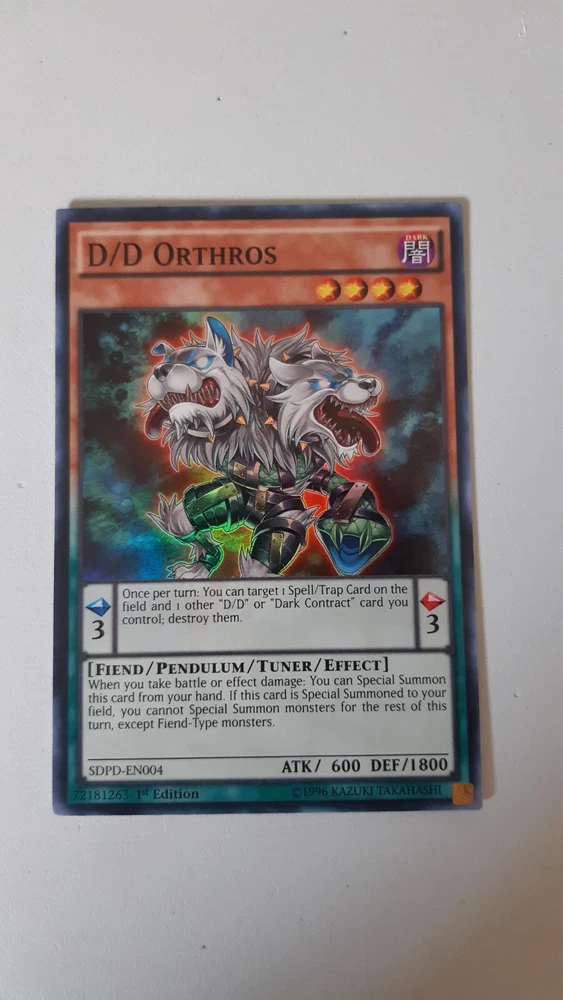 D/D ORTHROS
DARK
闇
Once per turn: You can target 1 Spell/Trap Card on the
field and 1 other "D/D" or "Dark Contract" card you
control; destroy them.
3
3
[FIEND/PENDULUM/TUNER/EFFECT]
When you take battle or effect damage: You can Special Summon
this card from your hand. If this card is Special Summoned to your
field, you cannot Special Summon monsters for the rest of this
turn, except Fiend-Type monsters.
SDPD-EN004
ATK/ 600 DEF/1800
72181263 1st Edition
©1996 KAZUKI TAKAHASHI